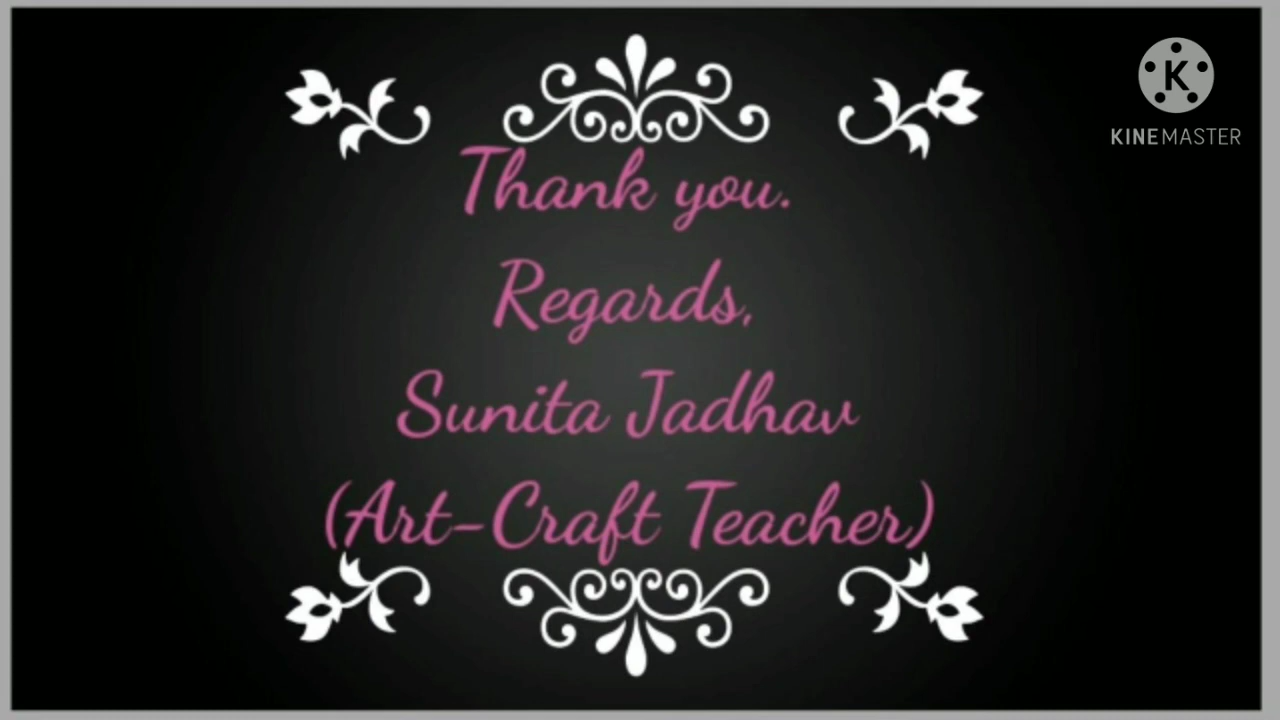 KINEMASTER
Thank you.
Regards,
Sunita Jadhav
(Art-Craft Teacher)